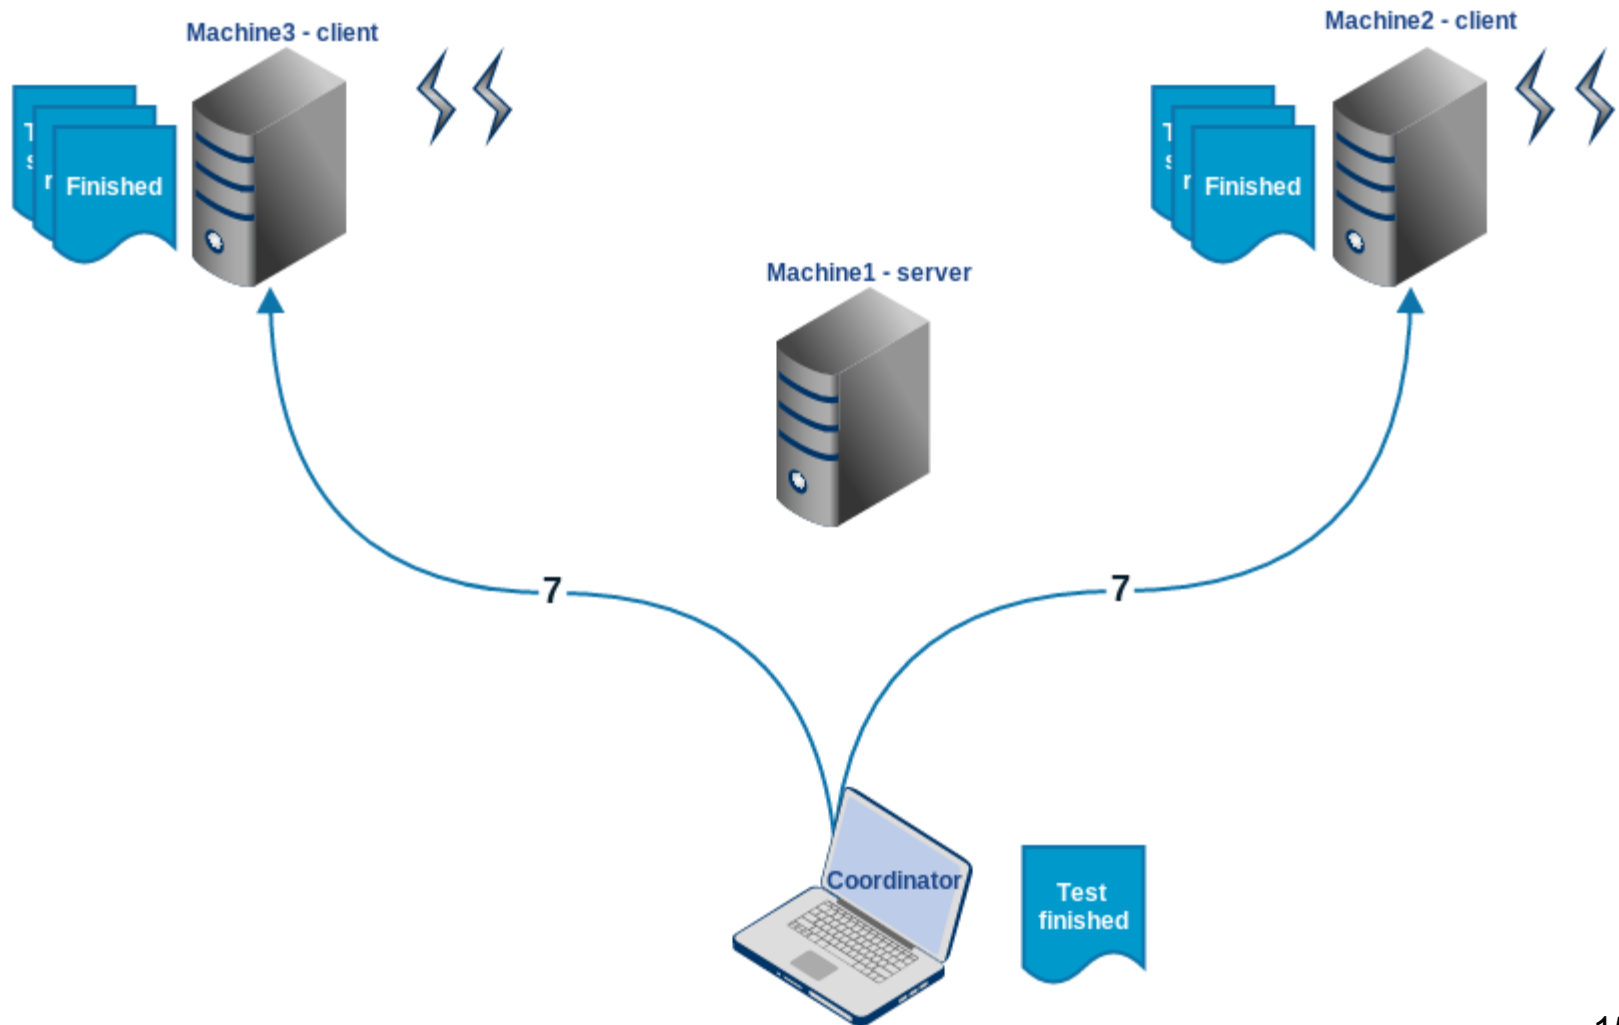 Machine3 - client
Machine2 - client
Finished
Finished
Machine1 - server
7
7
Coordinator
Test
finished